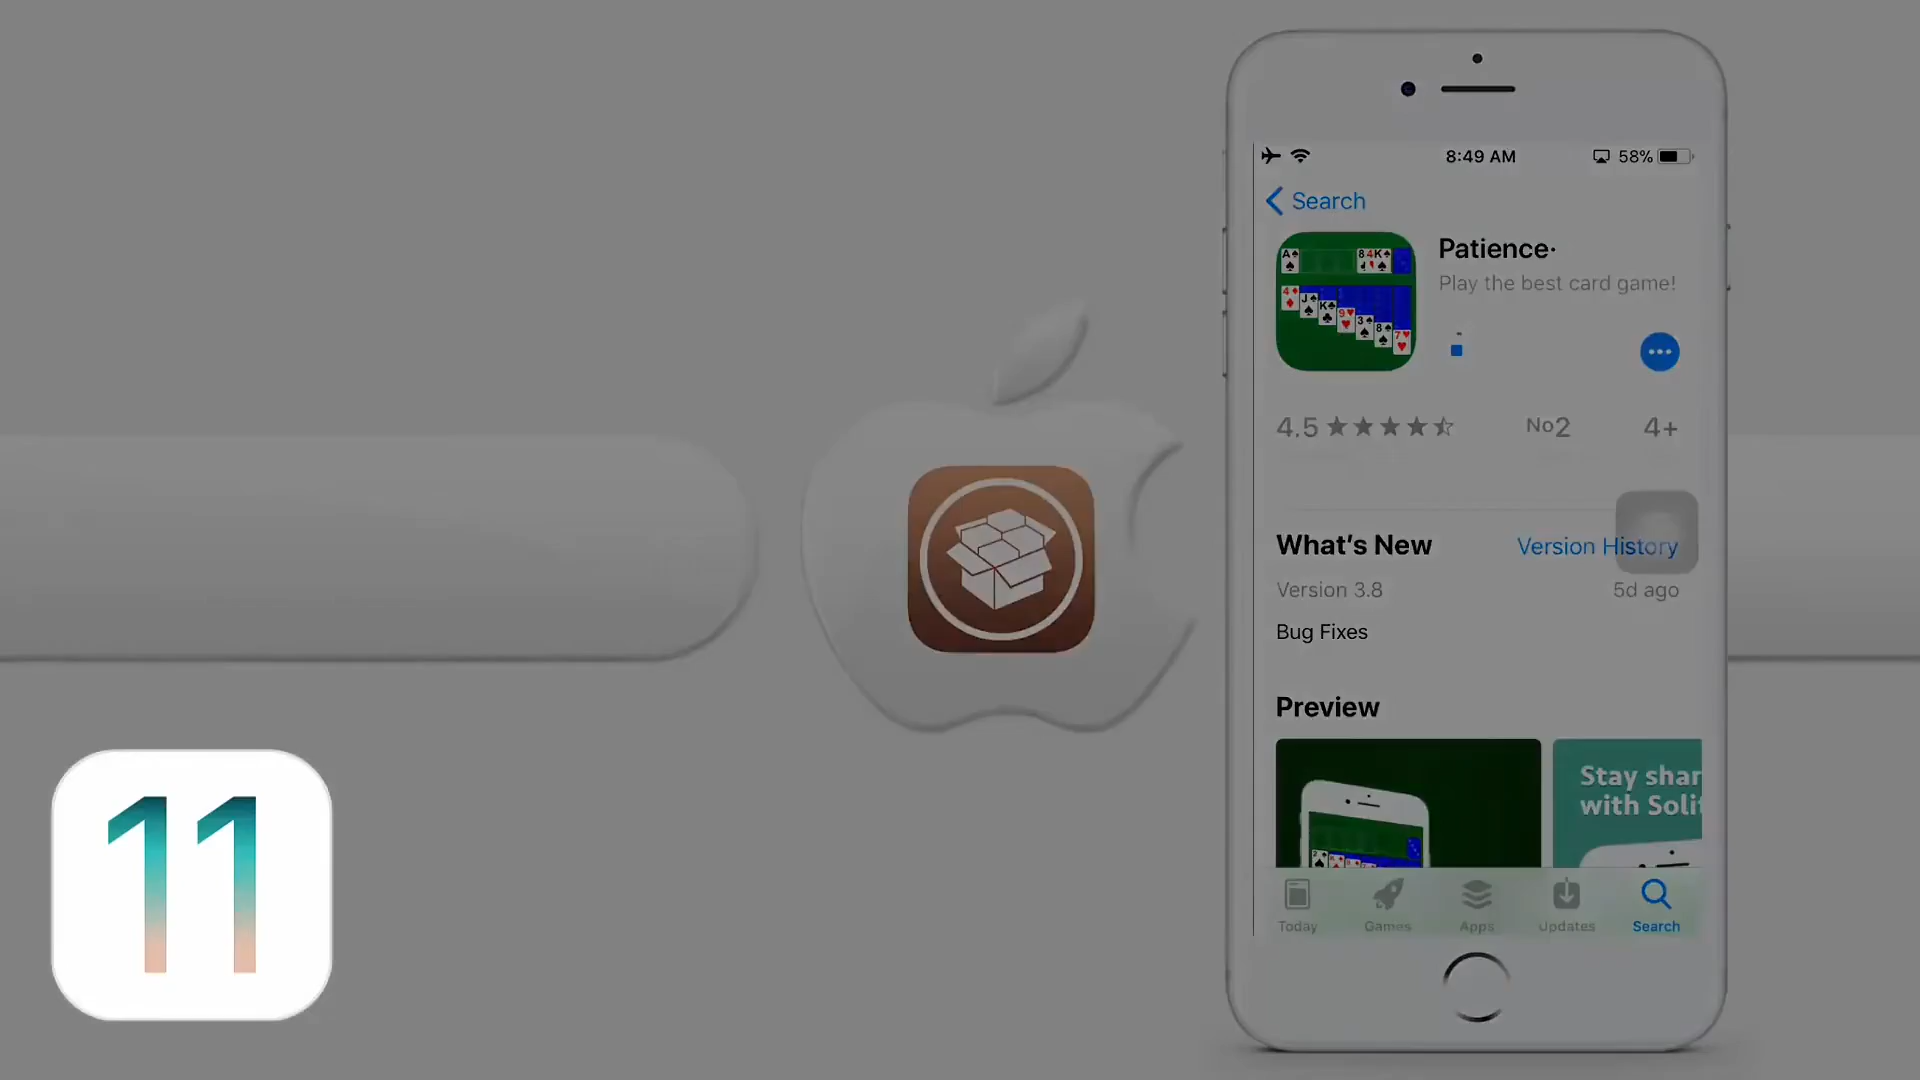 8:49 AM
58%
Search
Patience·
Play the best card game!
4.5
No2
4+
What's New
Version History
Version 3.8
5d ago
Bug Fixes
Preview
Stay shar
with Solit
Today
Games
Apps
Updates
Search
11